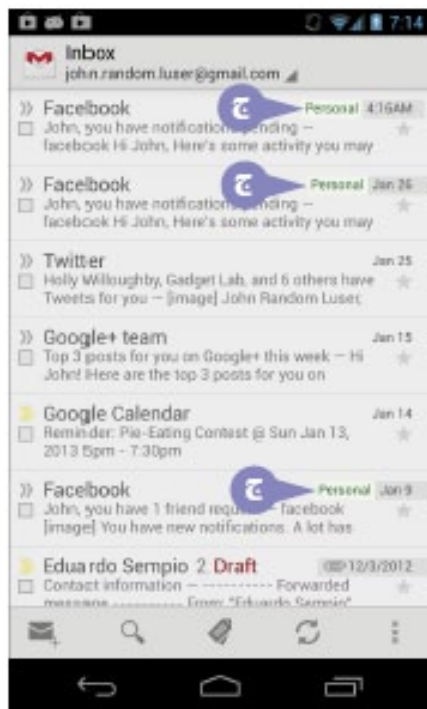 7:14
Inbox
john.random.luser@gmail.com
Facebook Personal 4:16AM
John, you have notifications pending —
facebook Hi John, Here's some activity you may
Facebook Personal Jan 26
John, you have notifications pending —
facebook Hi John, Here's some activity you may
Twitter Jan 25
Holly Willoughby, Gadget Lab, and 6 others have
Tweets for you — [image] John Random Luser,
Google+ team Jan 15
Top 3 posts for you on Google+ this week — Hi
John! Here are the top 3 posts for you on
Google Calendar Jan 14
Reminder: Pie-Eating Contest @ Sun Jan 13,
2013 5pm - 7:30pm
Facebook Personal Jan 9
John, you have 1 friend request — facebook
[image] You have new notifications. A lot has
Eduardo Sempio 2 Draft 12/3/2012
Contact information — ---------- Forwarded
message ---------- From: "Eduardo Sempio"